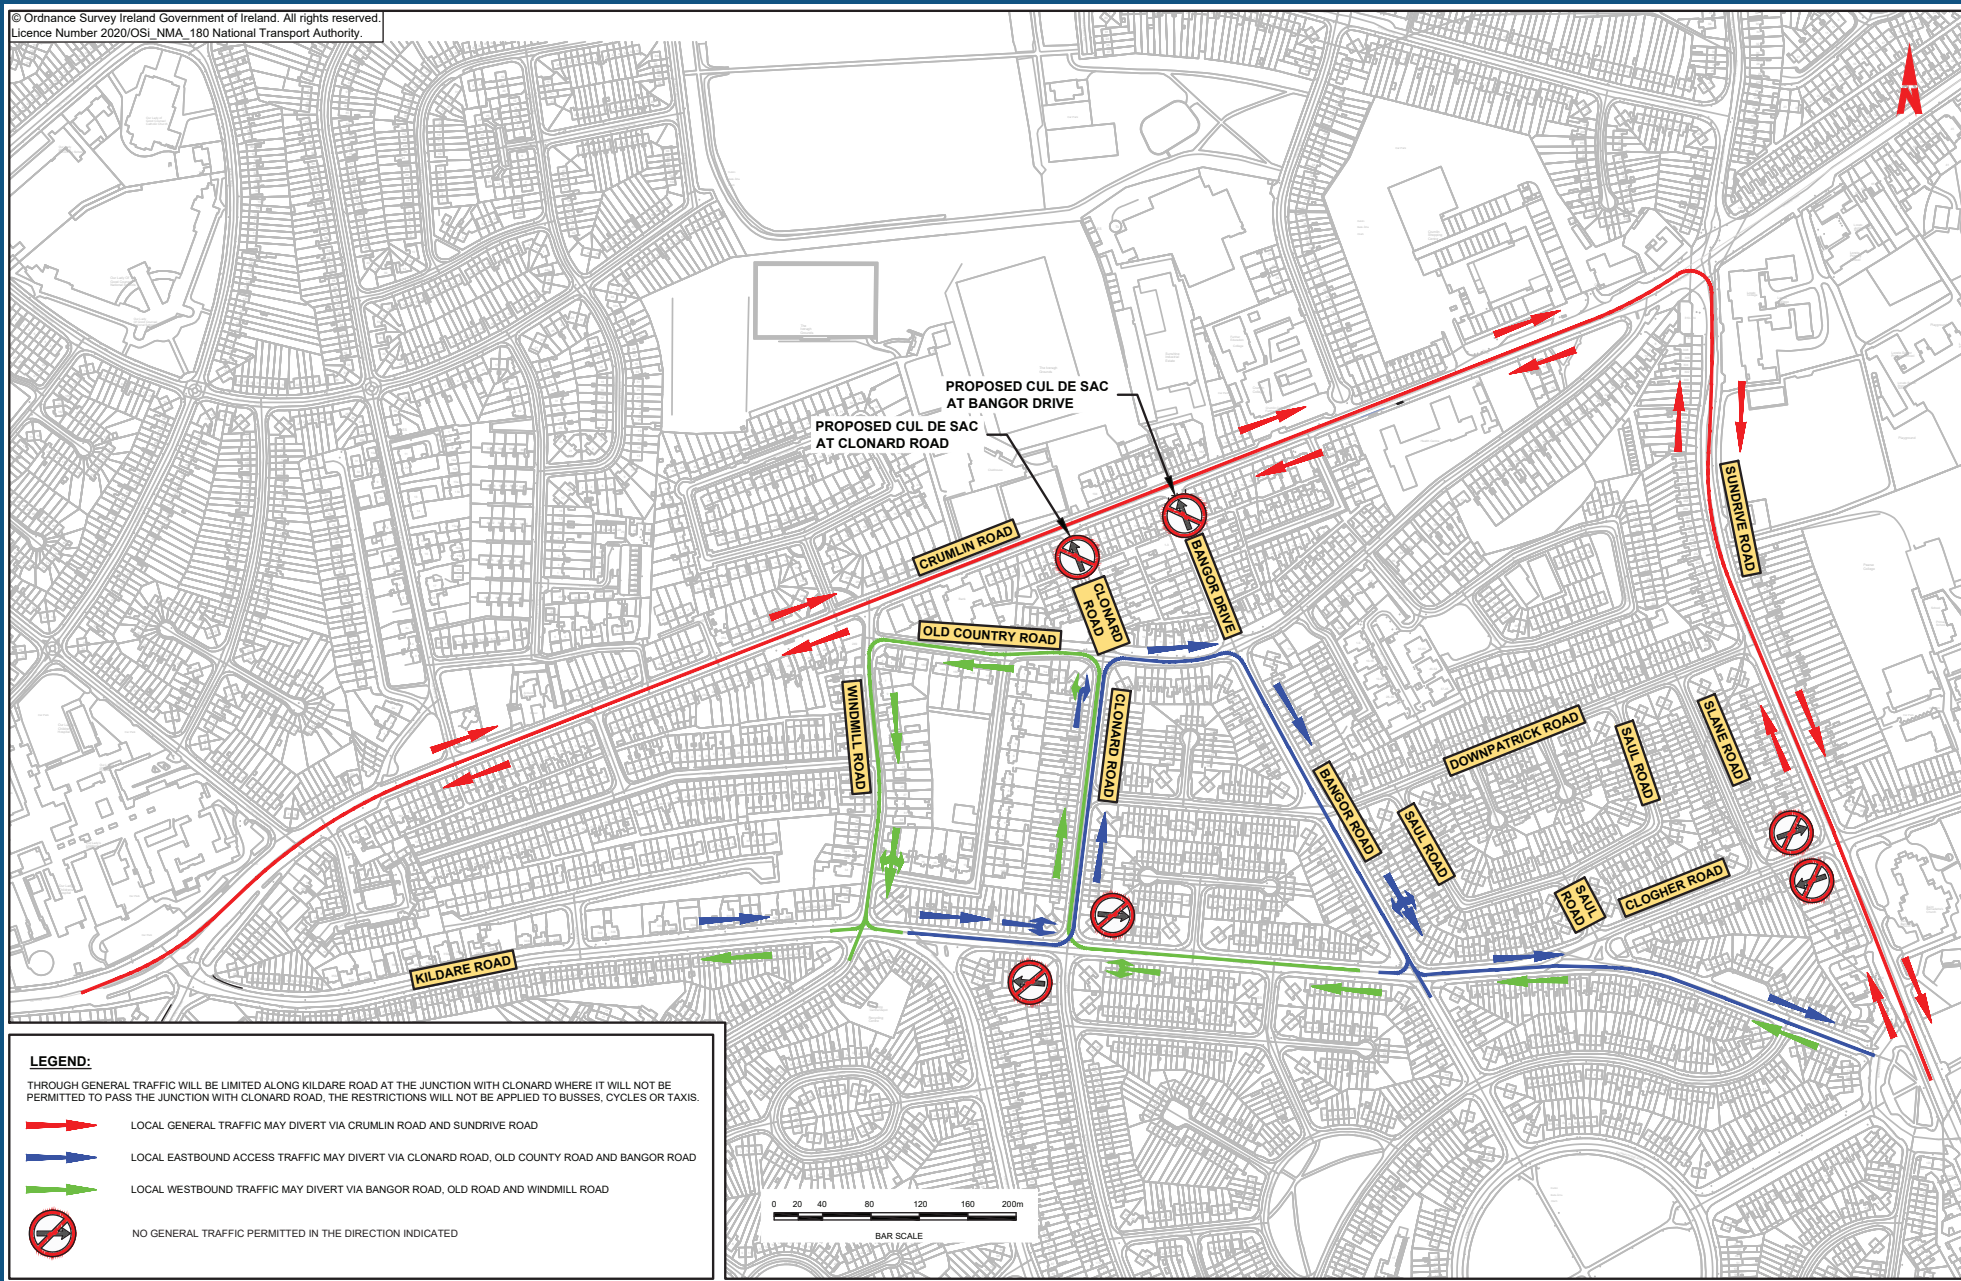 © Ordnance Survey Ireland Government of Ireland. All rights reserved.
Licence Number 2020/OSi_NMA_180 National Transport Authority.
N
PROPOSED CUL DE SAC
AT BANGOR DRIVE
PROPOSED CUL DE SAC
AT CLONARD ROAD
CRUMLIN ROAD
SUNDRIVE ROAD
BANGOR DRIVE
CLONARD
ROAD
OLD COUNTRY ROAD
WINDMILL ROAD
CLONARD ROAD
DOWNPATRICK ROAD
SAUL ROAD
SLANE ROAD
BANGOR ROAD
SAUL ROAD
SAUL
ROAD
CLOGHER ROAD
KILDARE ROAD
LEGEND:
THROUGH GENERAL TRAFFIC WILL BE LIMITED ALONG KILDARE ROAD AT THE JUNCTION WITH CLONARD WHERE IT WILL NOT BE
PERMITTED TO PASS THE JUNCTION WITH CLONARD ROAD, THE RESTRICTIONS WILL NOT BE APPLIED TO BUSSES, CYCLES OR TAXIS.
LOCAL GENERAL TRAFFIC MAY DIVERT VIA CRUMLIN ROAD AND SUNDRIVE ROAD
LOCAL EASTBOUND ACCESS TRAFFIC MAY DIVERT VIA CLONARD ROAD, OLD COUNTY ROAD AND BANGOR ROAD
LOCAL WESTBOUND TRAFFIC MAY DIVERT VIA BANGOR ROAD, OLD ROAD AND WINDMILL ROAD
NO GENERAL TRAFFIC PERMITTED IN THE DIRECTION INDICATED
0 20 40 80 120 160 200m
BAR SCALE